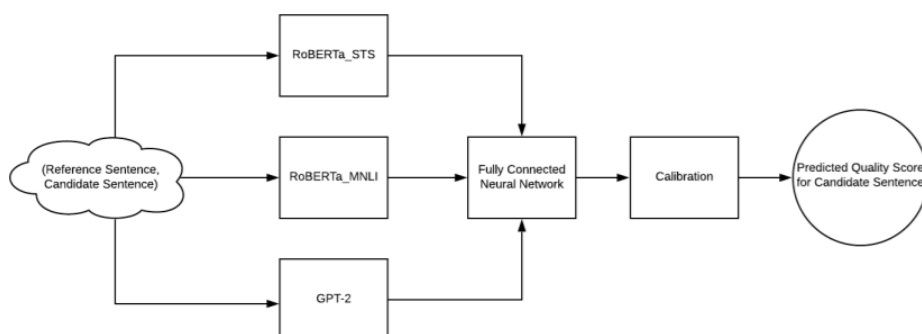 RoBERTa_STS
(Reference Sentence,
Candidate Sentence)
RoBERTa_MNLI
GPT-2
Fully Connected
Neural Network
Calibration
Predicted Quality Score
for Candidate Sentence